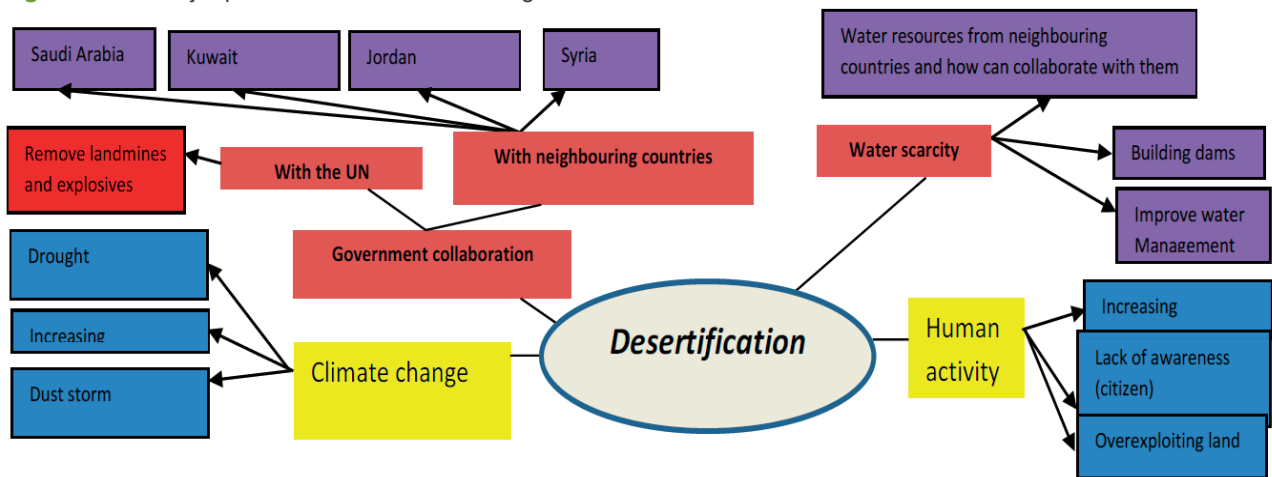 Saudi Arabia
Kuwait
Jordan
Syria
Water resources from neighbouring
countries and how can collaborate with them
Remove landmines
and explosives
With the UN
With neighbouring countries
Water scarcity
Building dams
Improve water
Management
Government collaboration
Drought
Increasing
Dust storm
Climate change
Desertification
Human
activity
Increasing
Lack of awareness
(citizen)
Overexploiting land